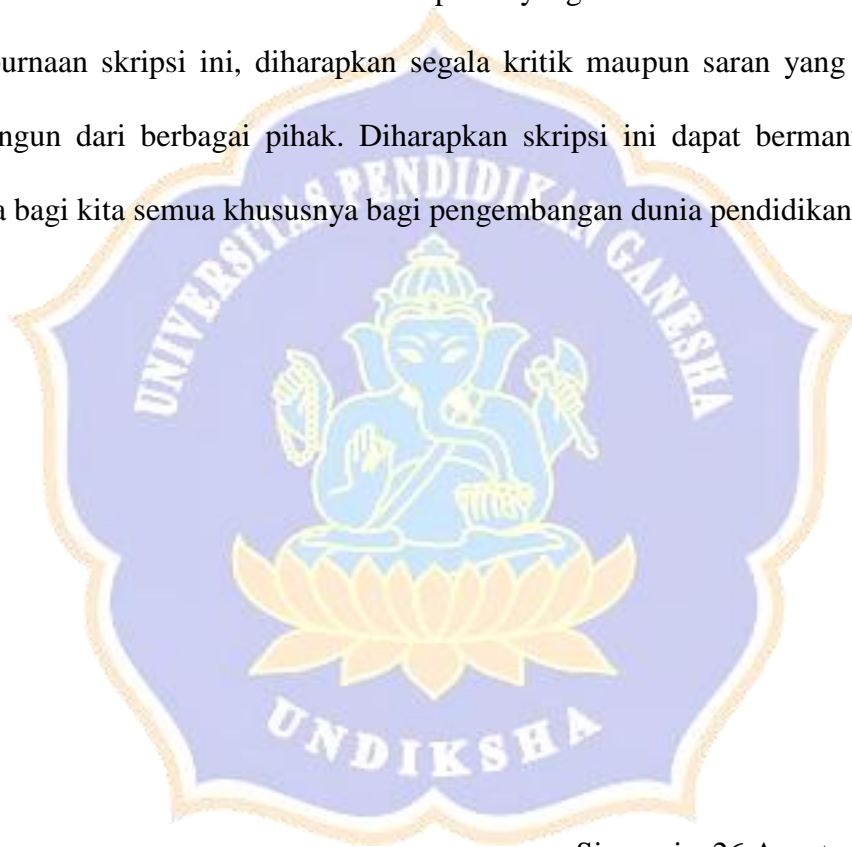 urnaan skripsi ini, diharapkan segala kritik maupun saran yang
ngun dari berbagai pihak. Diharapkan skripsi ini dapat berman
a bagi kita semua khususnya bagi pengembangan dunia pendidikan
UNIVERSITAS PENDIDIKAN GANESHA
UNDIKSHA